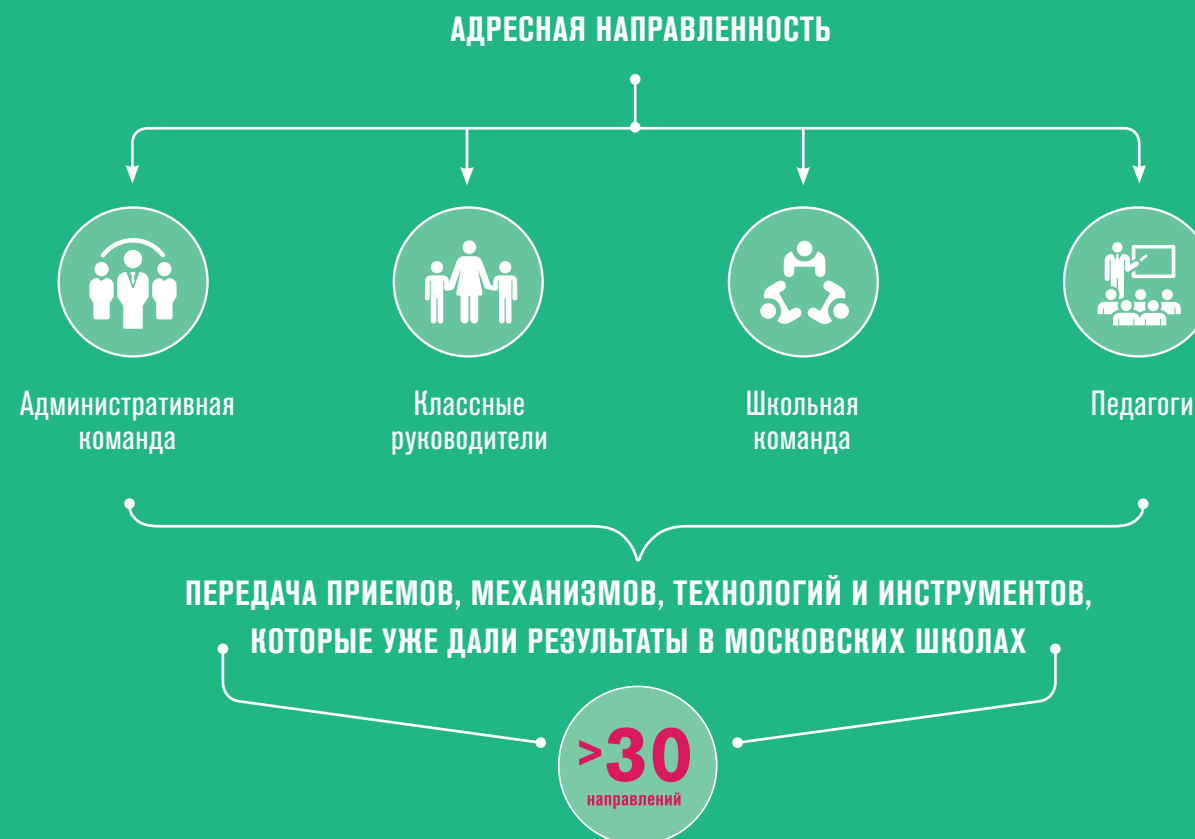 АДРЕСНАЯ НАПРАВЛЕННОСТЬ
Административная
команда
Классные
руководители
Школьная
команда
Педагоги
ПЕРЕДАЧА ПРИЕМОВ, МЕХАНИЗМОВ, ТЕХНОЛОГИЙ И ИНСТРУМЕНТОВ,
КОТОРЫЕ УЖЕ ДАЛИ РЕЗУЛЬТАТЫ В МОСКОВСКИХ ШКОЛАХ
>30
направлений